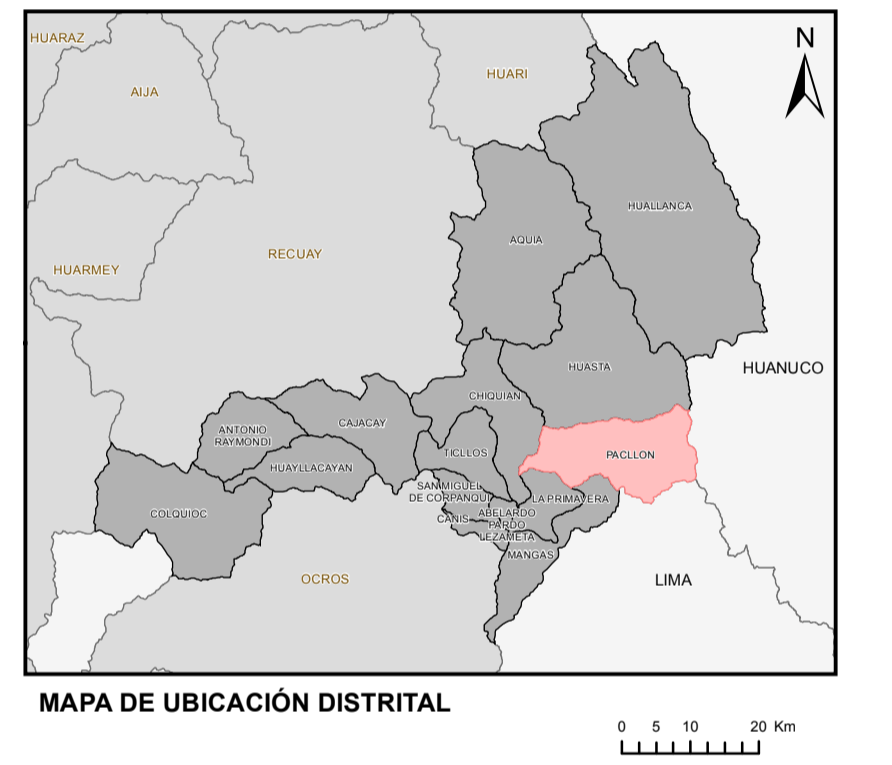 HUARAZ
N
HUARI
AIJA
HUALLANCA
AQUIA
RECUAY
HUARMEY
HUASTA
HUANUCO
CHIQUIAN
CAJACAY
ANTONIO
RAYMONDI
TICLLOS
PACLLON
HUAYLLACAYAN
SAN MIGUEL
DE CORPANQUI
LA PRIMAVERA
COLQUIOC
CANIS
ABELARDO
PARDO
LEZAMETA
MANGAS
OCROS
LIMA
MAPA DE UBICACIÓN DISTRITAL
0 5 10 20 Km